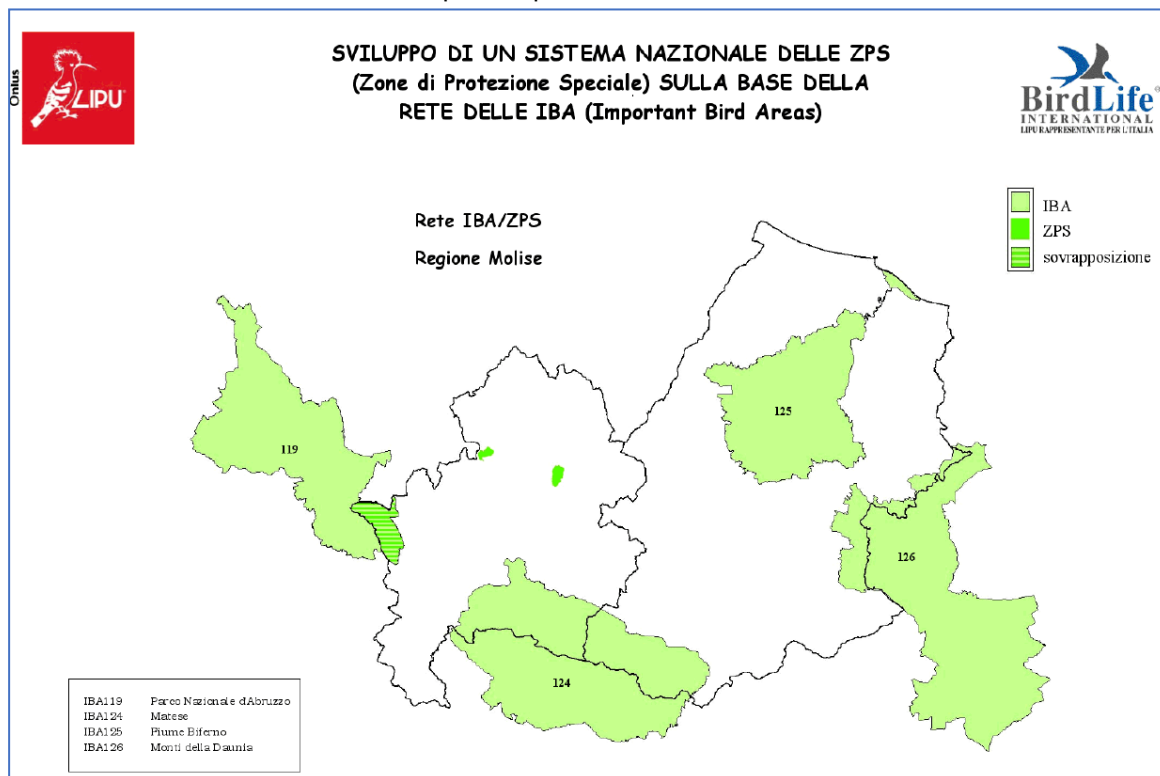 Onlus
LIPU
SVILUPPO DI UN SISTEMA NAZIONALE DELLE ZPS
(Zone di Protezione Speciale) SULLA BASE DELLA
RETE DELLE IBA (Important Bird Areas)
BirdLife®
INTERNATIONAL
LIPU RAPPRESENTANTE PER L'ITALIA
Rete IBA/ZPS
Regione Molise
IBA
ZPS
sovrapposizione
125
119
126
124
IBA119 Parco Nazionale d'Abruzzo
IBA124 Matese
IBA125 Fiume Biferno
IBA126 Monti della Daunia